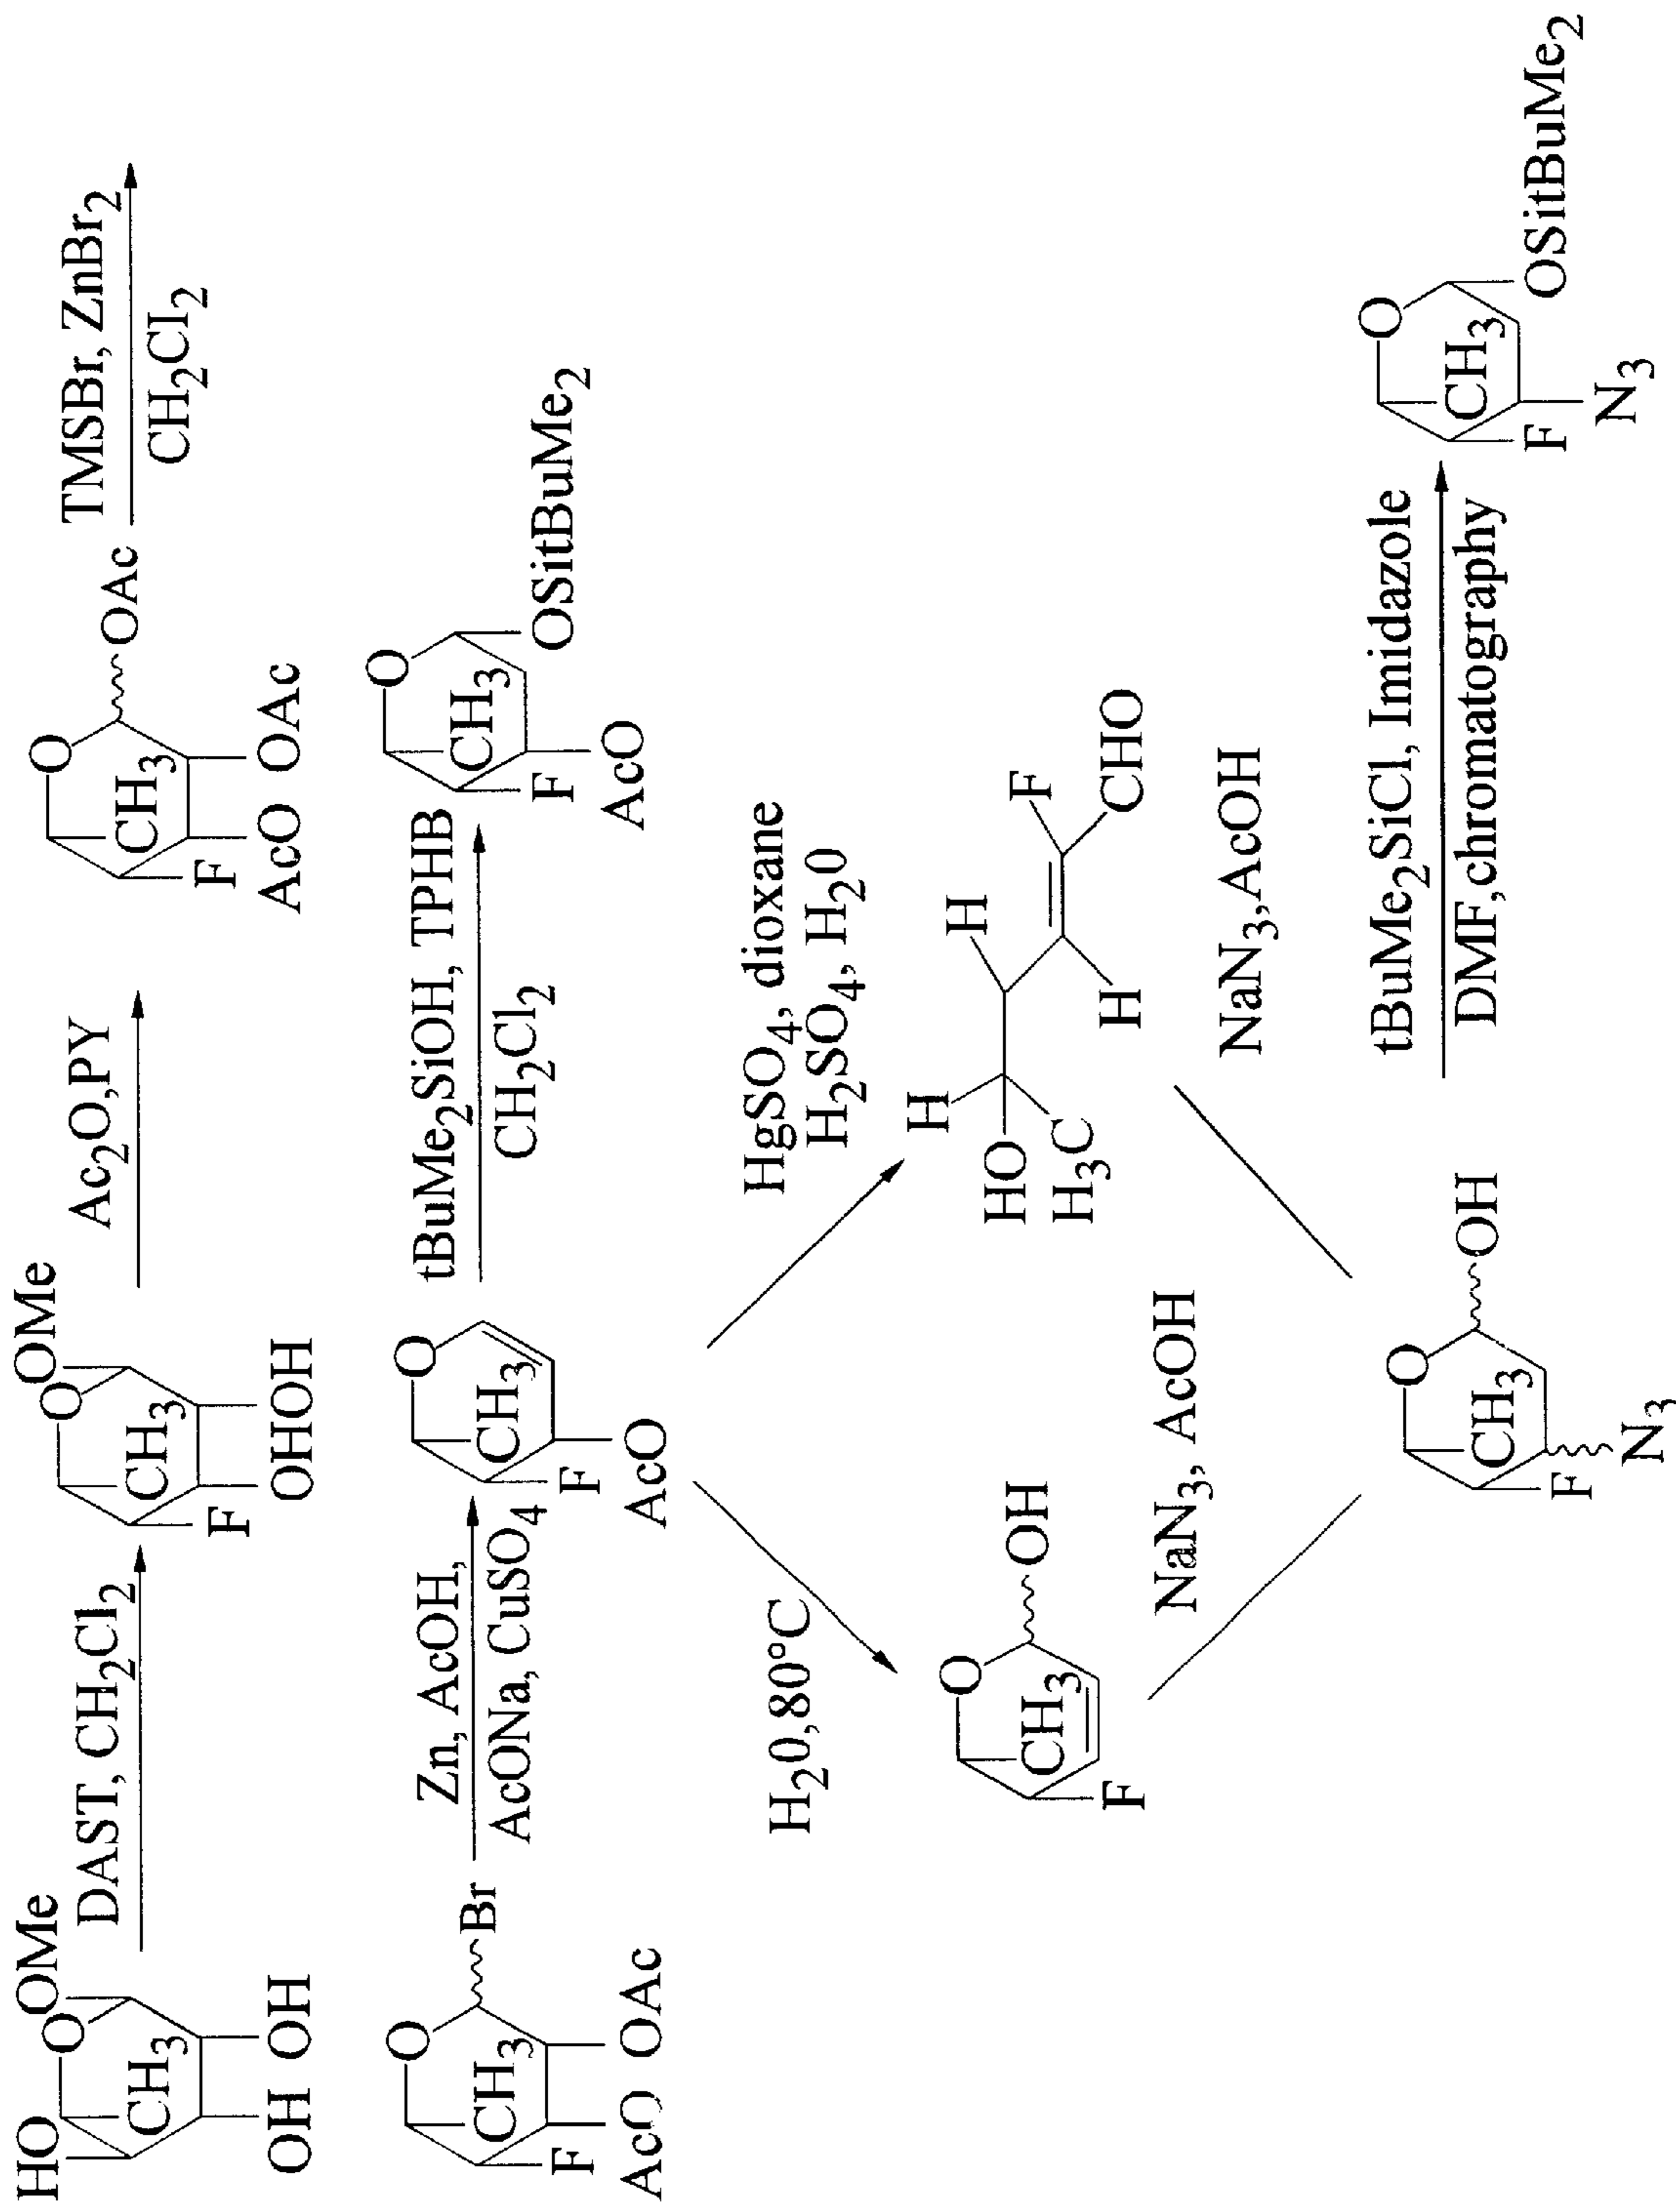 HO OMe
O
CH3
OH OH
DAST, CH2Cl2
OMe
O
CH3
F
OHOH
Ac2O,PY
O
CH3
OAc
F
AcO OAc
TMSBr, ZnBr2
CH2Cl2
O
CH3
Br
F
AcO OAc
Zn, AcOH,
AcONa, CuSO4
O
CH3
F
AcO
tBuMe2SiOH, TPHB
CH2Cl2
O
CH3
F
OSitBuMe2
AcO
H20,80°C
HgSO4, dioxane
H2SO4, H20
O
CH3
OH
F
H H
HO
H3C
F
H
CHO
NaN3, AcOH
NaN3,AcOH
O
CH3
OH
F
N3
tBuMe2SiCl, Imidazole
DMF,chromatography
O
CH3
F
OSitBuMe2
N3